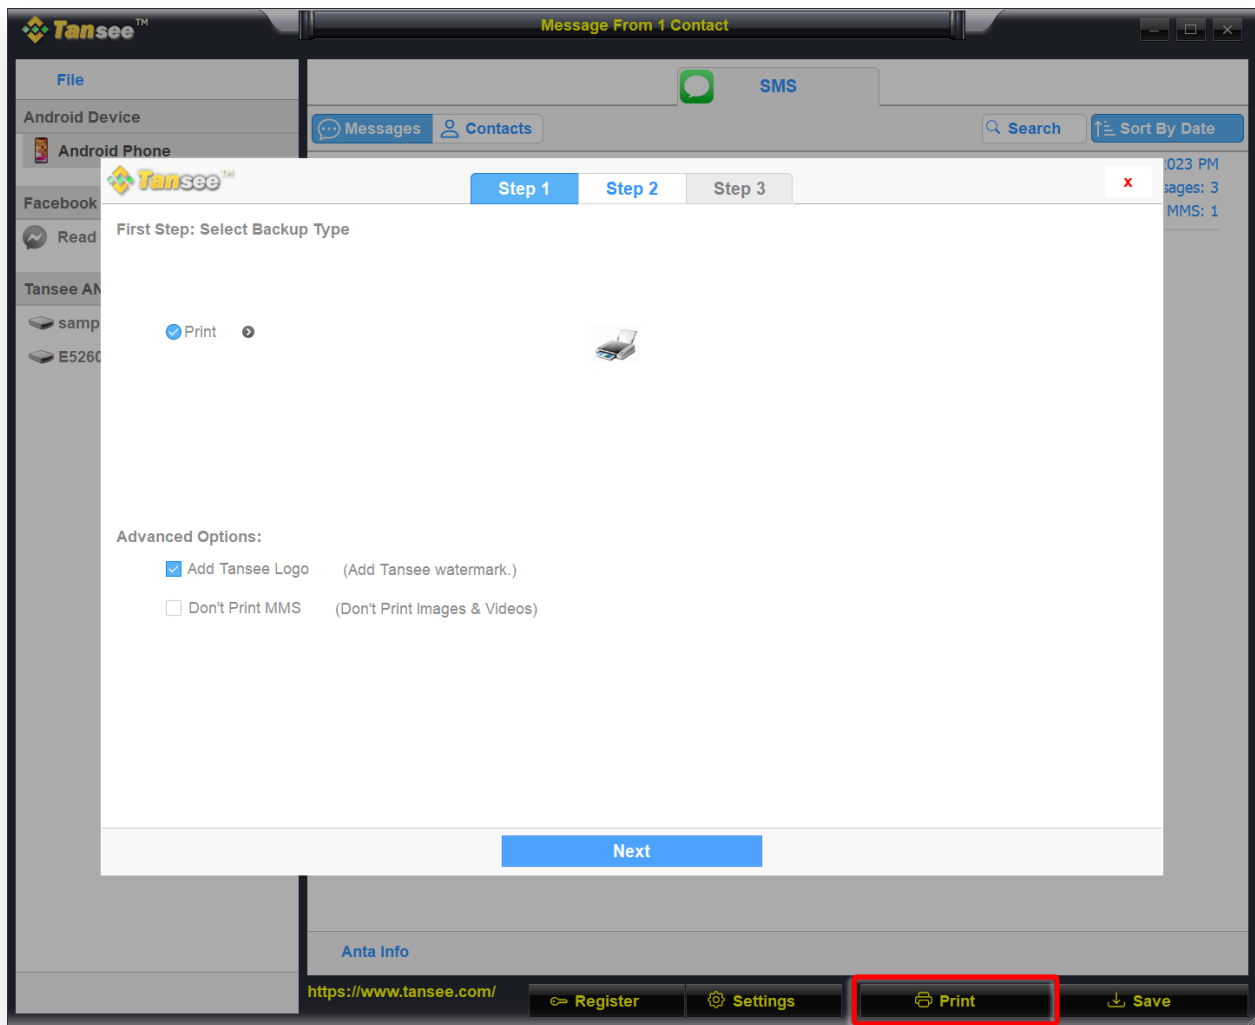 Tansee™
Message From 1 Contact
File
SMS
Android Device
Messages
Contacts
Search
Sort By Date
Android Phone
023 PM
Tansee™
Step 1
Step 2
Step 3
x
sages: 3
Facebook
MMS: 1
First Step: Select Backup Type
Read
Tansee AN
samp
Print
E5260
Advanced Options:
Add Tansee Logo (Add Tansee watermark.)
Don't Print MMS (Don't Print Images & Videos)
Next
Anta Info
https://www.tansee.com/
Register
Settings
Print
Save